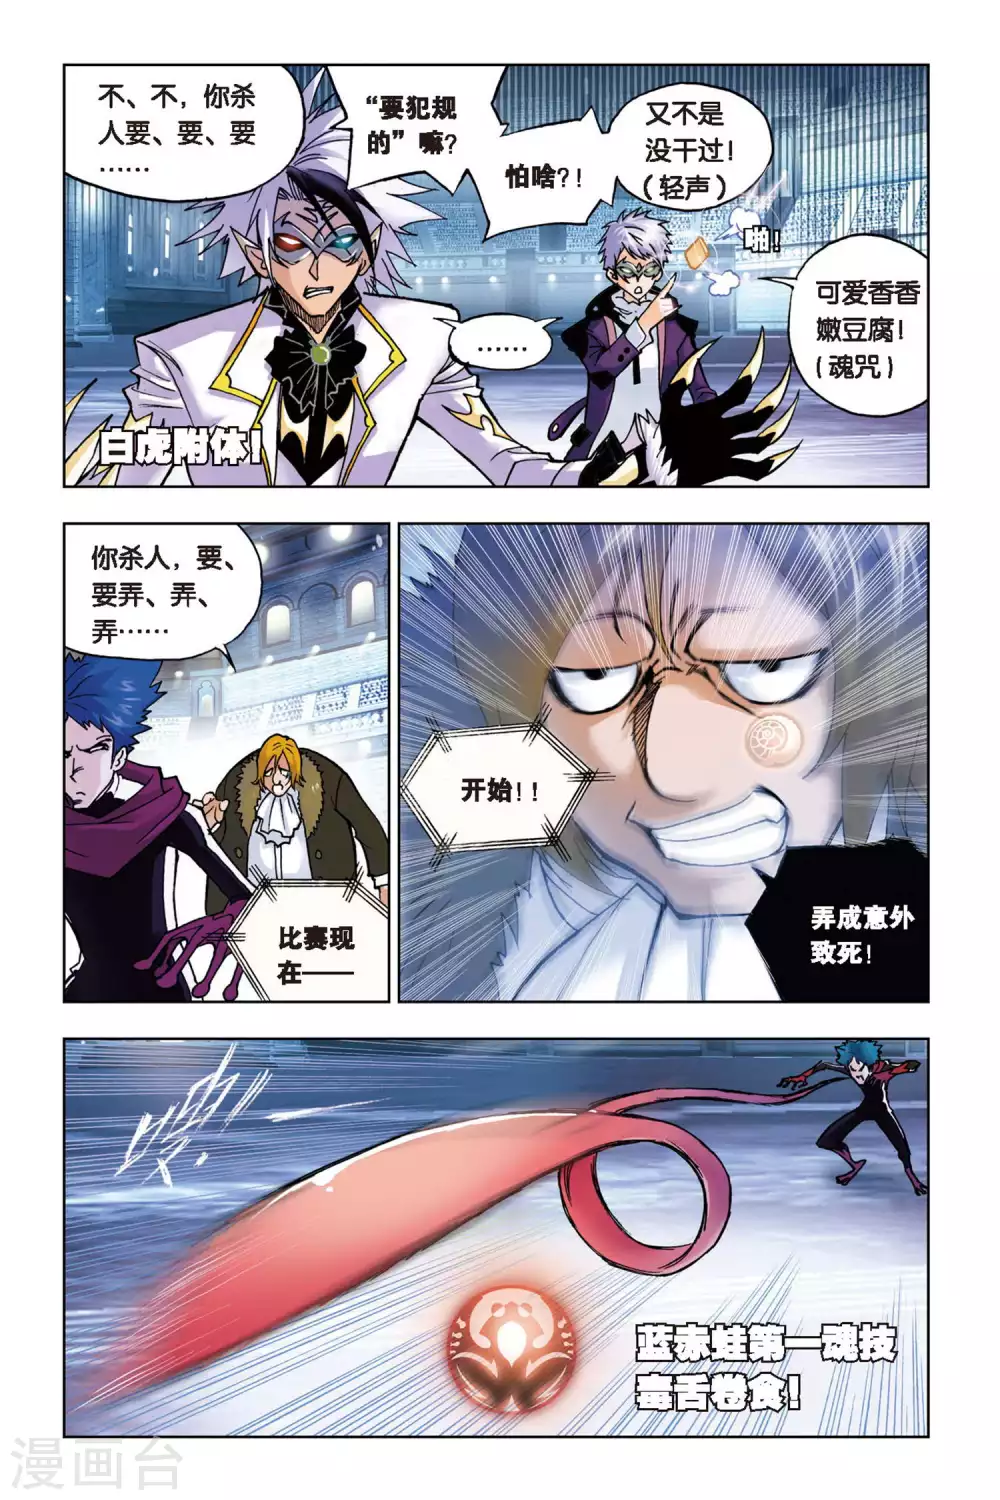 不、不，你杀
人要、要、要
……
“要犯规
的”嘛？
怕啥？！
又不是
没干过！
（轻声）
啪！
可爱香香
嫩豆腐！
（魂咒）
……
白虎附体！
你杀人，要、
要弄、弄、
弄……
比赛现
在——
开始！！
弄成意外
致死！
嘤！
蓝赤蛙第一魂技
毒舌卷食！
漫画台